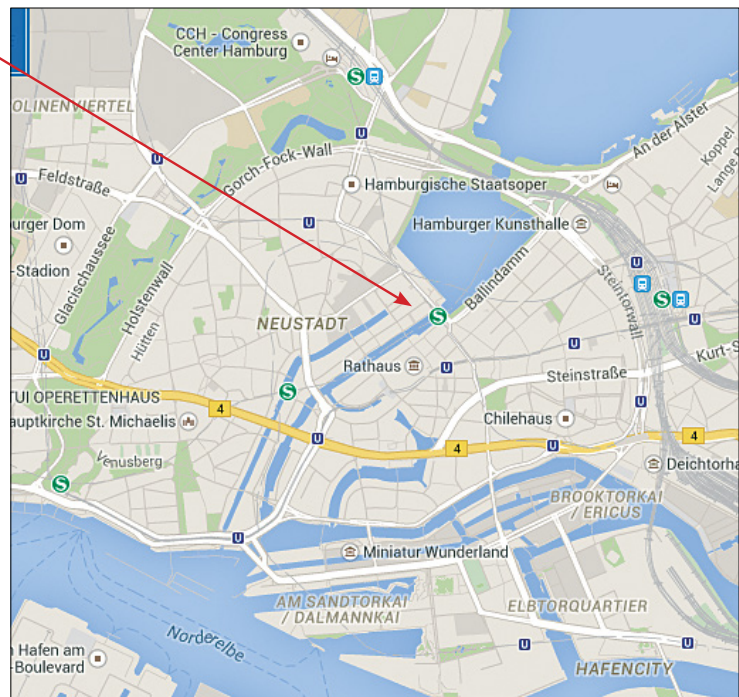 CCH - Congress
Center Hamburg
S
U
OLINENVIERTEL
U
U
An der Alster
Koppel
Lange R
Gorch-Fock-Wall
U
Feldstraße
Hamburgische Staatsoper
U
Hamburger Kunsthalle
burger Dom
-Stadion
Glacischaussee
Holstenwall
Hütten
U
Steintorwall
S
Ballindamm
S
U
NEUSTADT
U
U
Rathaus
U
Steinstraße
Kurt-S
S
TUI OPERETTENHAUS
4
U
Chilehaus
auptkirche St. Michaelis
U
4
U
4
Venusberg
Deichtorha
S
BROOKTORKAI
/ ERICUS
U
Miniatur Wunderland
AM SANDTORKAI
/ DALMANNKAI
ELBTORQUARTIER
Norderelbe
U
U
n Hafen am
-Boulevard
HAFENCITY